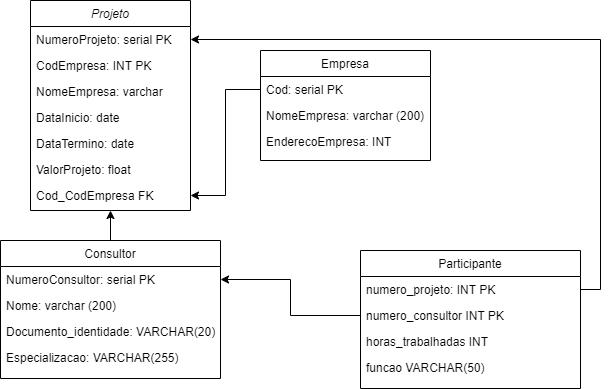 Projeto
NumeroProjeto: serial PK
CodEmpresa: INT PK
NomeEmpresa: varchar
DataInicio: date
DataTermino: date
ValorProjeto: float
Cod_CodEmpresa FK
Empresa
Cod: serial PK
NomeEmpresa: varchar (200)
EnderecoEmpresa: INT
Consultor
NumeroConsultor: serial PK
Nome: varchar (200)
Documento_identidade: VARCHAR(20)
Especializacao: VARCHAR(255)
Participante
numero_projeto: INT PK
numero_consultor INT PK
horas_trabalhadas INT
funcao VARCHAR(50)